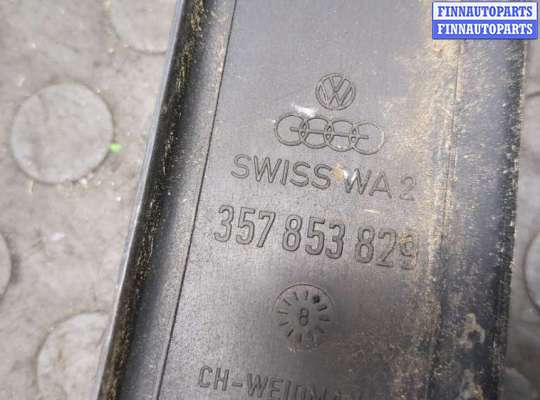 FINNAUTOPARTS
FINNAUTOPARTS
SWISS WA 2
357 853 829
8